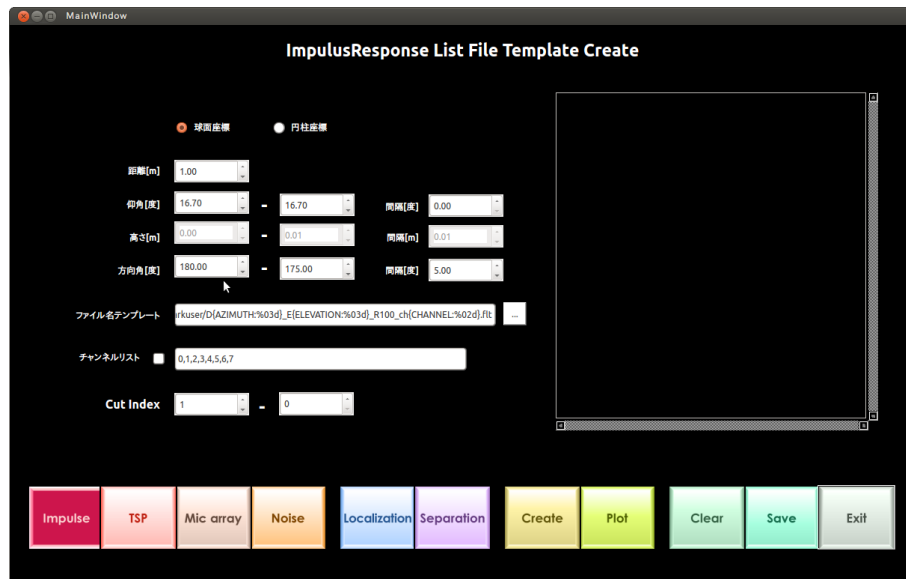 MainWindow
ImpulusResponse List File Template Create
球面座標 円柱座標
距離[m] 1.00
仰角[度] 16.70 - 16.70 間隔[度] 0.00
高さ[m] 0.00 - 0.01 間隔[m] 0.01
方向角[度] 180.00 - 175.00 間隔[度] 5.00
ファイル名テンプレート rkuser/D{AZIMUTH:%03d}_E{ELEVATION:%03d}_R100_ch{CHANNEL:%02d}.flt ...
チャンネルリスト 0,1,2,3,4,5,6,7
Cut Index 1 - 0
Impulse TSP Mic array Noise Localization Separation Create Plot Clear Save Exit